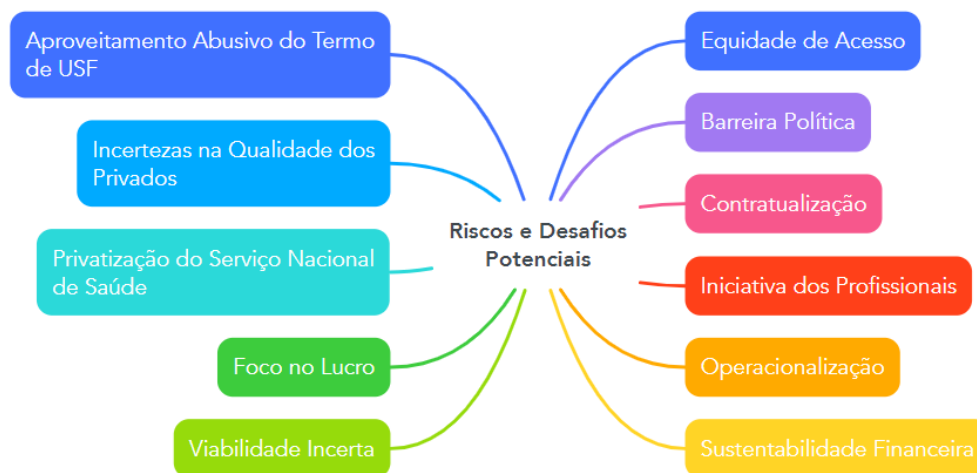 Aproveitamento Abusivo do Termo
de USF
Incertezas na Qualidade dos
Privados
Privatização do Serviço Nacional
de Saúde
Foco no Lucro
Viabilidade Incerta
Riscos e Desafios
Potenciais
Equidade de Acesso
Barreira Política
Contratualização
Iniciativa dos Profissionais
Operacionalização
Sustentabilidade Financeira